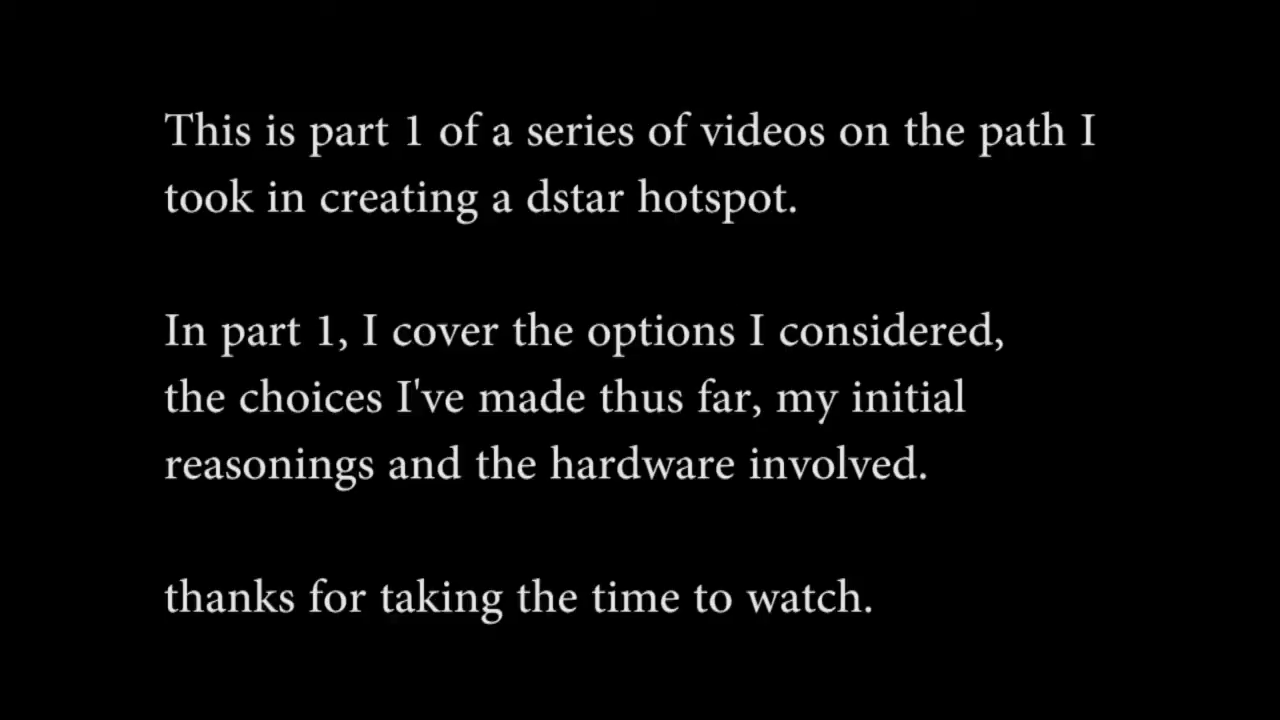 This is part 1 of a series of videos on the path I
took in creating a dstar hotspot.
In part 1, I cover the options I considered,
the choices I've made thus far, my initial
reasonings and the hardware involved.
thanks for taking the time to watch.